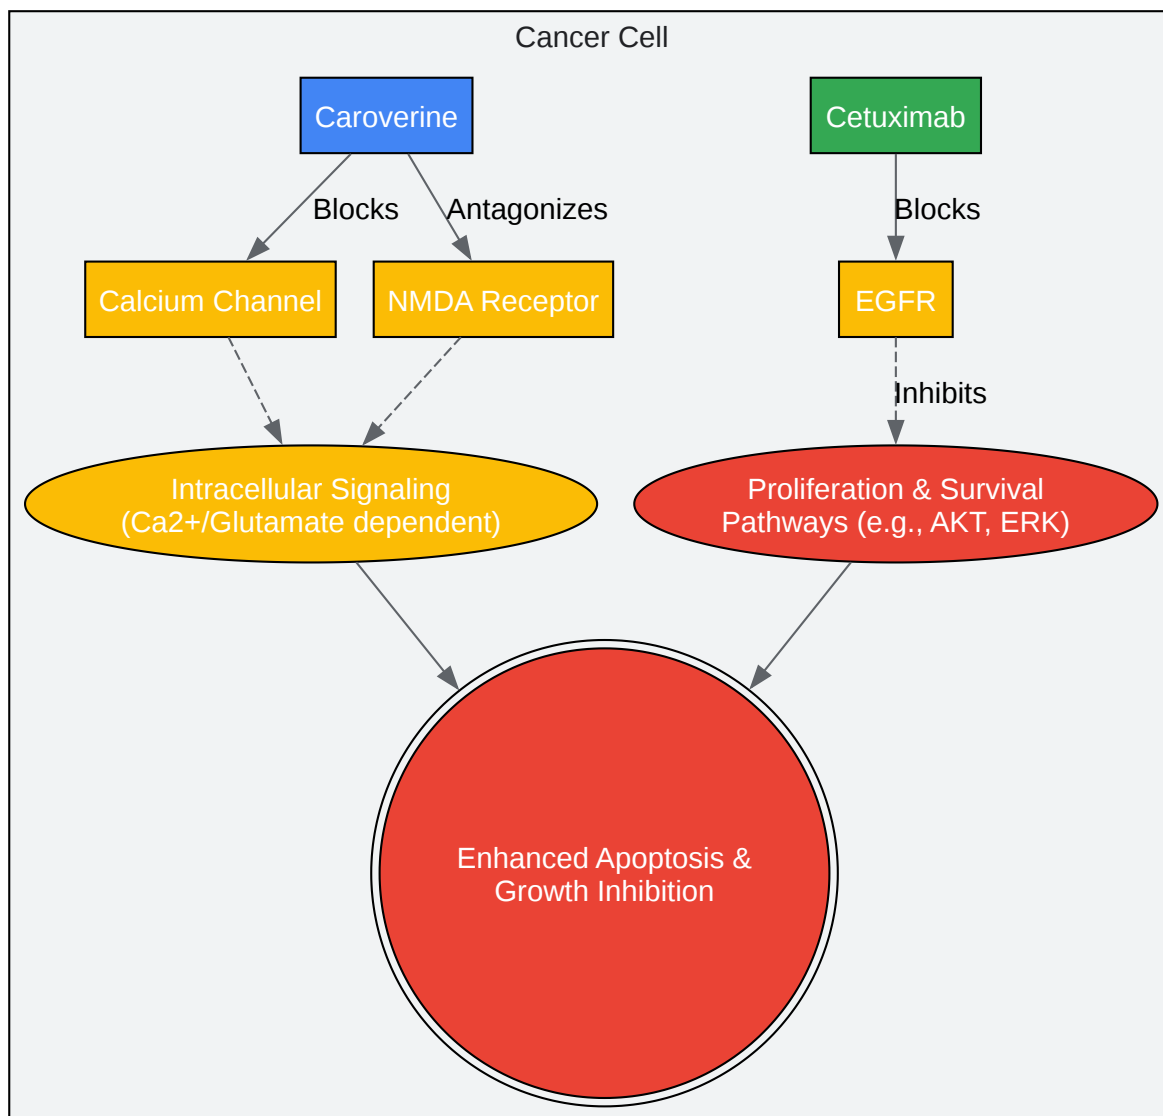 Cancer Cell
Caroverine
Cetuximab
Blocks
Antagonizes
Blocks
Calcium Channel
NMDA Receptor
EGFR
Inhibits
Intracellular Signaling
(Ca2+/Glutamate dependent)
Proliferation & Survival
Pathways (e.g., AKT, ERK)
Enhanced Apoptosis &
Growth Inhibition